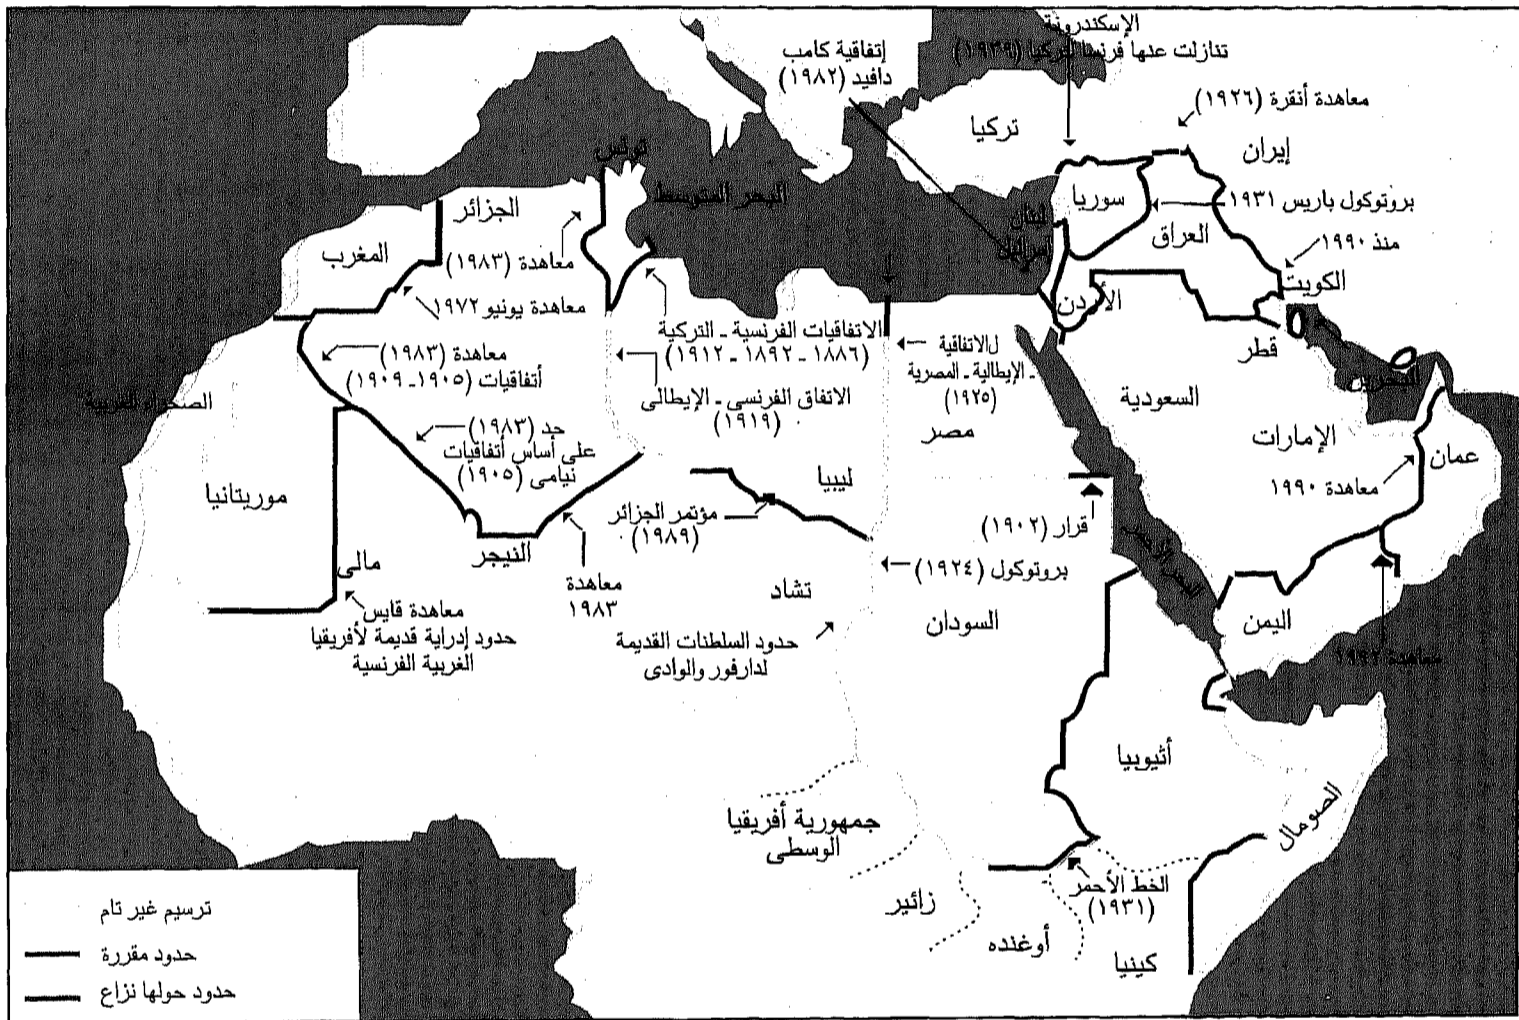 الإسكندرونة
تنازلت عنها فرنسا لتركيا (١٩٣٩)
إتفاقية كامب
دافيد (١٩٨٢)
معاهدة أنقرة (١٩٢٦)
تركيا
إيران
تونس
البحر المتوسط
سوريا
بروتوكول باريس ١٩٣١
لبنان
إسرائيل
العراق
منذ ١٩٩٠
الكويت
الأردن
الجزائر
المغرب
معاهدة (١٩٨٣)
معاهدة يونيو ١٩٧٢
الاتفاقيات الفرنسية ـ التركية
(١٨٨٦ـ ١٨٩٢ ـ ١٩١٢)
ل الاتفاقية
ـ الإيطالية ـ المصرية
(١٩٢٥)
قطر
البحرين
معاهدة (١٩٨٣)
أتفاقيات (١٩٠٥ـ ١٩٠٩)
الصحراء الغربية
الاتفاق الفرنسى ـ الإيطالى
(١٩١٩)
السعودية
الإمارات
عمان
معاهدة ١٩٩٠
حد (١٩٨٣)
على أساس أتفاقيات
نيامى (١٩٠٥)
مصر
ليبيا
موريتانيا
مؤتمر الجزائر
(١٩٨٩)
قرار (١٩٠٢)
البحر الأحمر
النيجر
مالى
معاهدة
١٩٨٣
تشاد
بروتوكول (١٩٢٤)
السودان
اليمن
معاهدة ١٩٩٢
معاهدة قايس
حدود إدراية قديمة لأفريقيا
الغربية الفرنسية
حدود السلطنات القديمة
لدارفور والوادى
أثيوبيا
الصومال
جمهورية أفريقيا
الوسطى
الخط الأحمر
(١٩٣١)
زائير
أوغنده
كينيا
ترسيم غير تام
حدود مقررة
حدود حولها نزاع